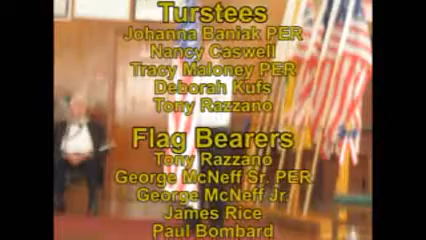 Turstees
Johanna Baniak PER
Nancy Caswell
Tracy Maloney PER
Deborah Kufs
Tony Razzano
Flag Bearers
Tony Razzano
George McNeff Sr. PER
George McNeff Jr.
James Rice
Paul Bombard